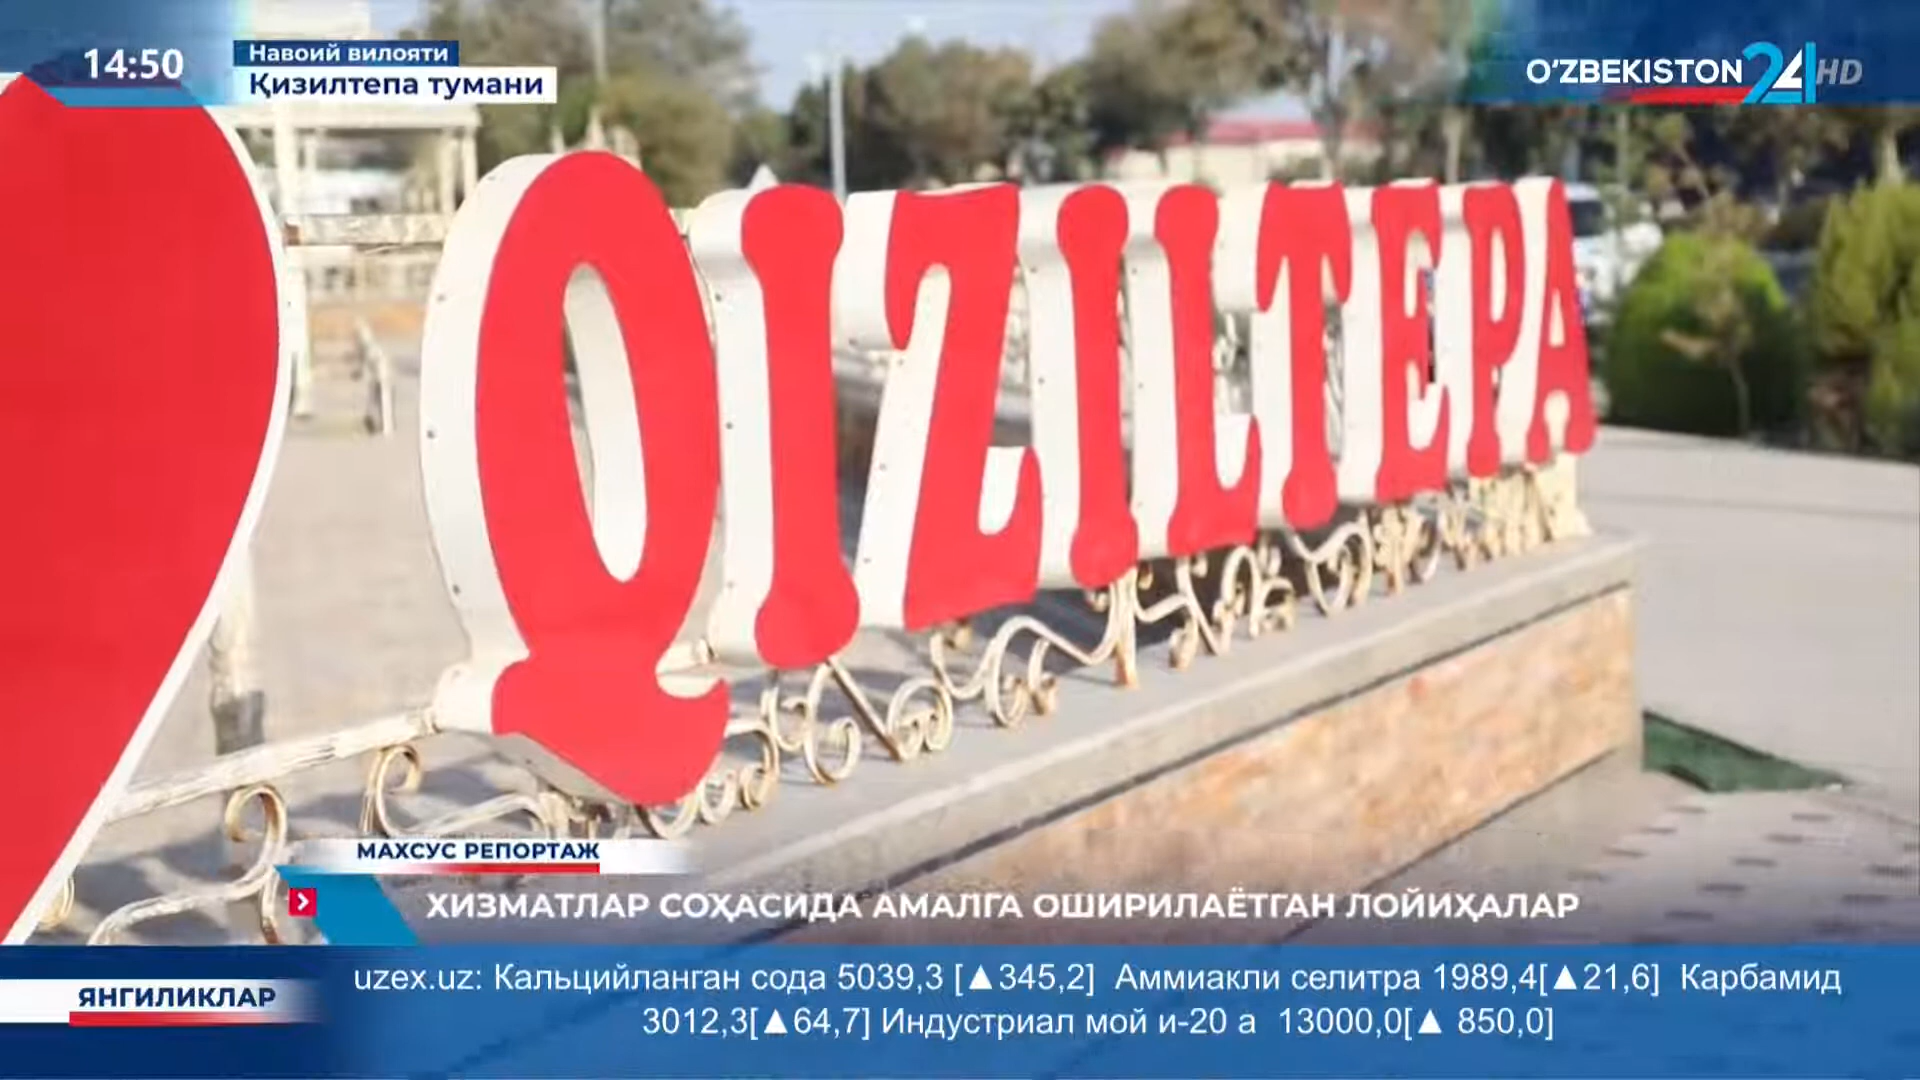 14:50
Навоий вилояти
Қизилтепа тумани
O'ZBEKISTON 24 HD
QIZILTEPA
МАХСУС РЕПОРТАЖ
ХИЗМАТЛАР СОҲАСИДА АМАЛГА ОШИРИЛАЁТГАН ЛОЙИҲАЛАР
ЯНГИЛИКЛАР
uzex.uz: Кальцийланган сода 5039,3 [▲345,2] Аммиакли селитра 1989,4[▲21,6] Карбамид
3012,3[▲64,7] Индустриал мой и-20 а 13000,0[▲ 850,0]